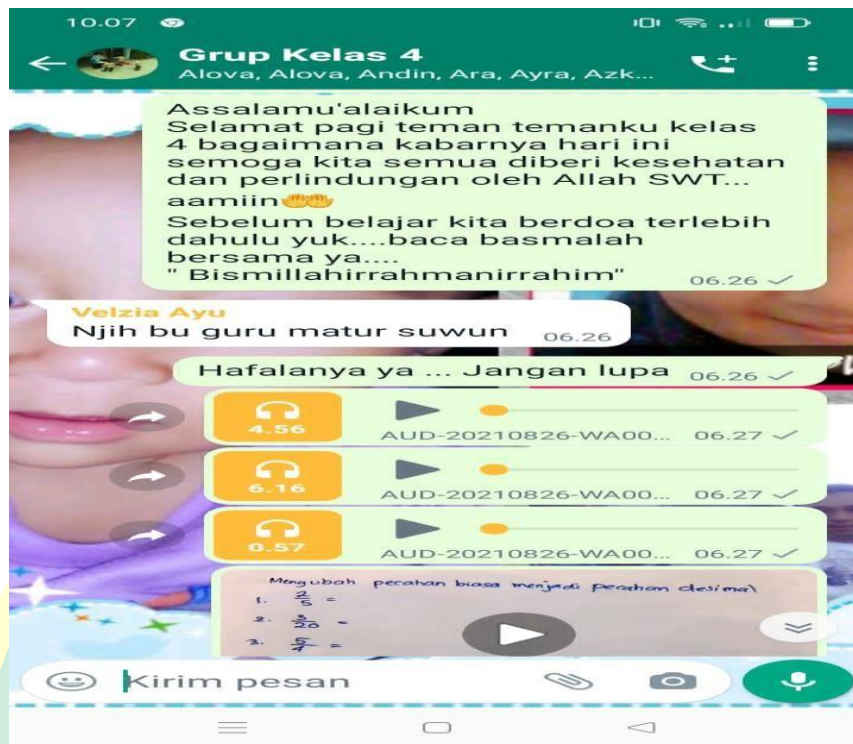 10.07
Grup Kelas 4
Alova, Alova, Andin, Ara, Ayra, Azk...
Assalamu'alaikum
Selamat pagi teman temanku kelas
4 bagaimana kabarnya hari ini
semoga kita semua diberi kesehatan
dan perlindungan oleh Allah SWT...
aamiin🤲🤲
Sebelum belajar kita berdoa terlebih
dahulu yuk....baca basmalah
bersama ya....
" Bismillahirrahmanirrahim"
06.26
Velzia Ayu
Njih bu guru matur suwun
06.26
Hafalanya ya ... Jangan lupa
06.26
4.56
AUD-20210826-WA00... 06.27
6.16
AUD-20210826-WA00... 06.27
0.57
AUD-20210826-WA00... 06.27
Mengubah pecahan biasa menjadi pecahan desimal
1. 2/5 =
2. 3/20 =
3. 5/4 =
Kirim pesan